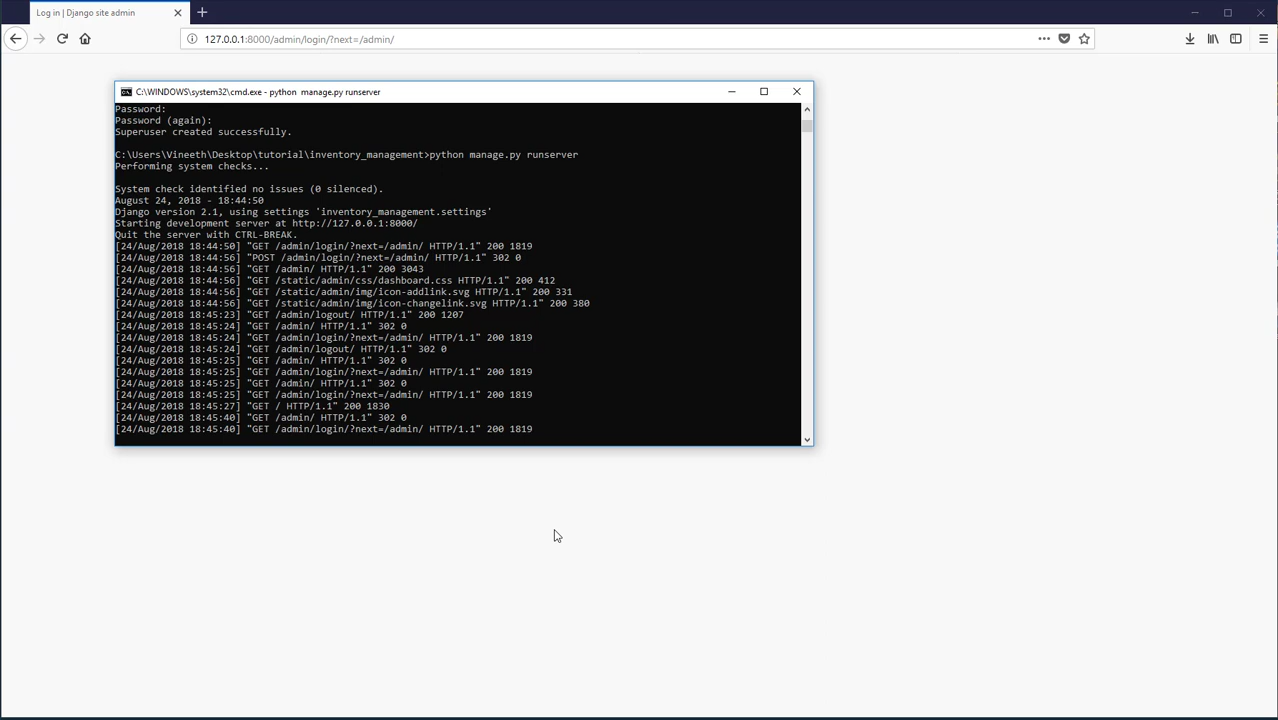 Log in | Django site admin
127.0.0.1:8000/admin/login/?next=/admin/
C:\WINDOWS\system32\cmd.exe - python  manage.py runserver
Password:
Password (again):
Superuser created successfully.
C:\Users\Vineeth\Desktop\tutorial\inventory_management>python manage.py runserver
Performing system checks...
System check identified no issues (0 silenced).
August 24, 2018 - 18:44:50
Django version 2.1, using settings 'inventory_management.settings'
Starting development server at http://127.0.0.1:8000/
Quit the server with CTRL-BREAK.
[24/Aug/2018 18:44:50] "GET /admin/login/?next=/admin/ HTTP/1.1" 200 1819
[24/Aug/2018 18:44:56] "POST /admin/login/?next=/admin/ HTTP/1.1" 302 0
[24/Aug/2018 18:44:56] "GET /admin/ HTTP/1.1" 200 3043
[24/Aug/2018 18:44:56] "GET /static/admin/css/dashboard.css HTTP/1.1" 200 412
[24/Aug/2018 18:44:56] "GET /static/admin/img/icon-addlink.svg HTTP/1.1" 200 331
[24/Aug/2018 18:44:56] "GET /static/admin/img/icon-changelink.svg HTTP/1.1" 200 380
[24/Aug/2018 18:45:23] "GET /admin/logout/ HTTP/1.1" 200 1207
[24/Aug/2018 18:45:24] "GET /admin/ HTTP/1.1" 302 0
[24/Aug/2018 18:45:24] "GET /admin/login/?next=/admin/ HTTP/1.1" 200 1819
[24/Aug/2018 18:45:24] "GET /admin/logout/ HTTP/1.1" 302 0
[24/Aug/2018 18:45:25] "GET /admin/ HTTP/1.1" 302 0
[24/Aug/2018 18:45:25] "GET /admin/login/?next=/admin/ HTTP/1.1" 200 1819
[24/Aug/2018 18:45:25] "GET /admin/ HTTP/1.1" 302 0
[24/Aug/2018 18:45:25] "GET /admin/login/?next=/admin/ HTTP/1.1" 200 1819
[24/Aug/2018 18:45:27] "GET / HTTP/1.1" 200 1830
[24/Aug/2018 18:45:40] "GET /admin/ HTTP/1.1" 302 0
[24/Aug/2018 18:45:40] "GET /admin/login/?next=/admin/ HTTP/1.1" 200 1819